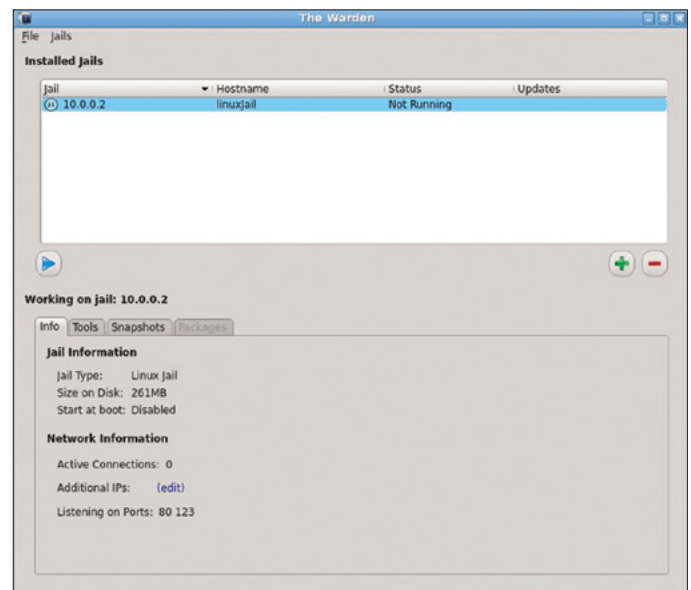 The Warden
File Jails
Installed Jails
Jail Hostname Status Updates
10.0.0.2 linuxjail Not Running
Working on jail: 10.0.0.2
Info Tools Snapshots Packages
Jail Information
Jail Type: Linux Jail
Size on Disk: 261MB
Start at boot: Disabled
Network Information
Active Connections: 0
Additional IPs: (edit)
Listening on Ports: 80 123